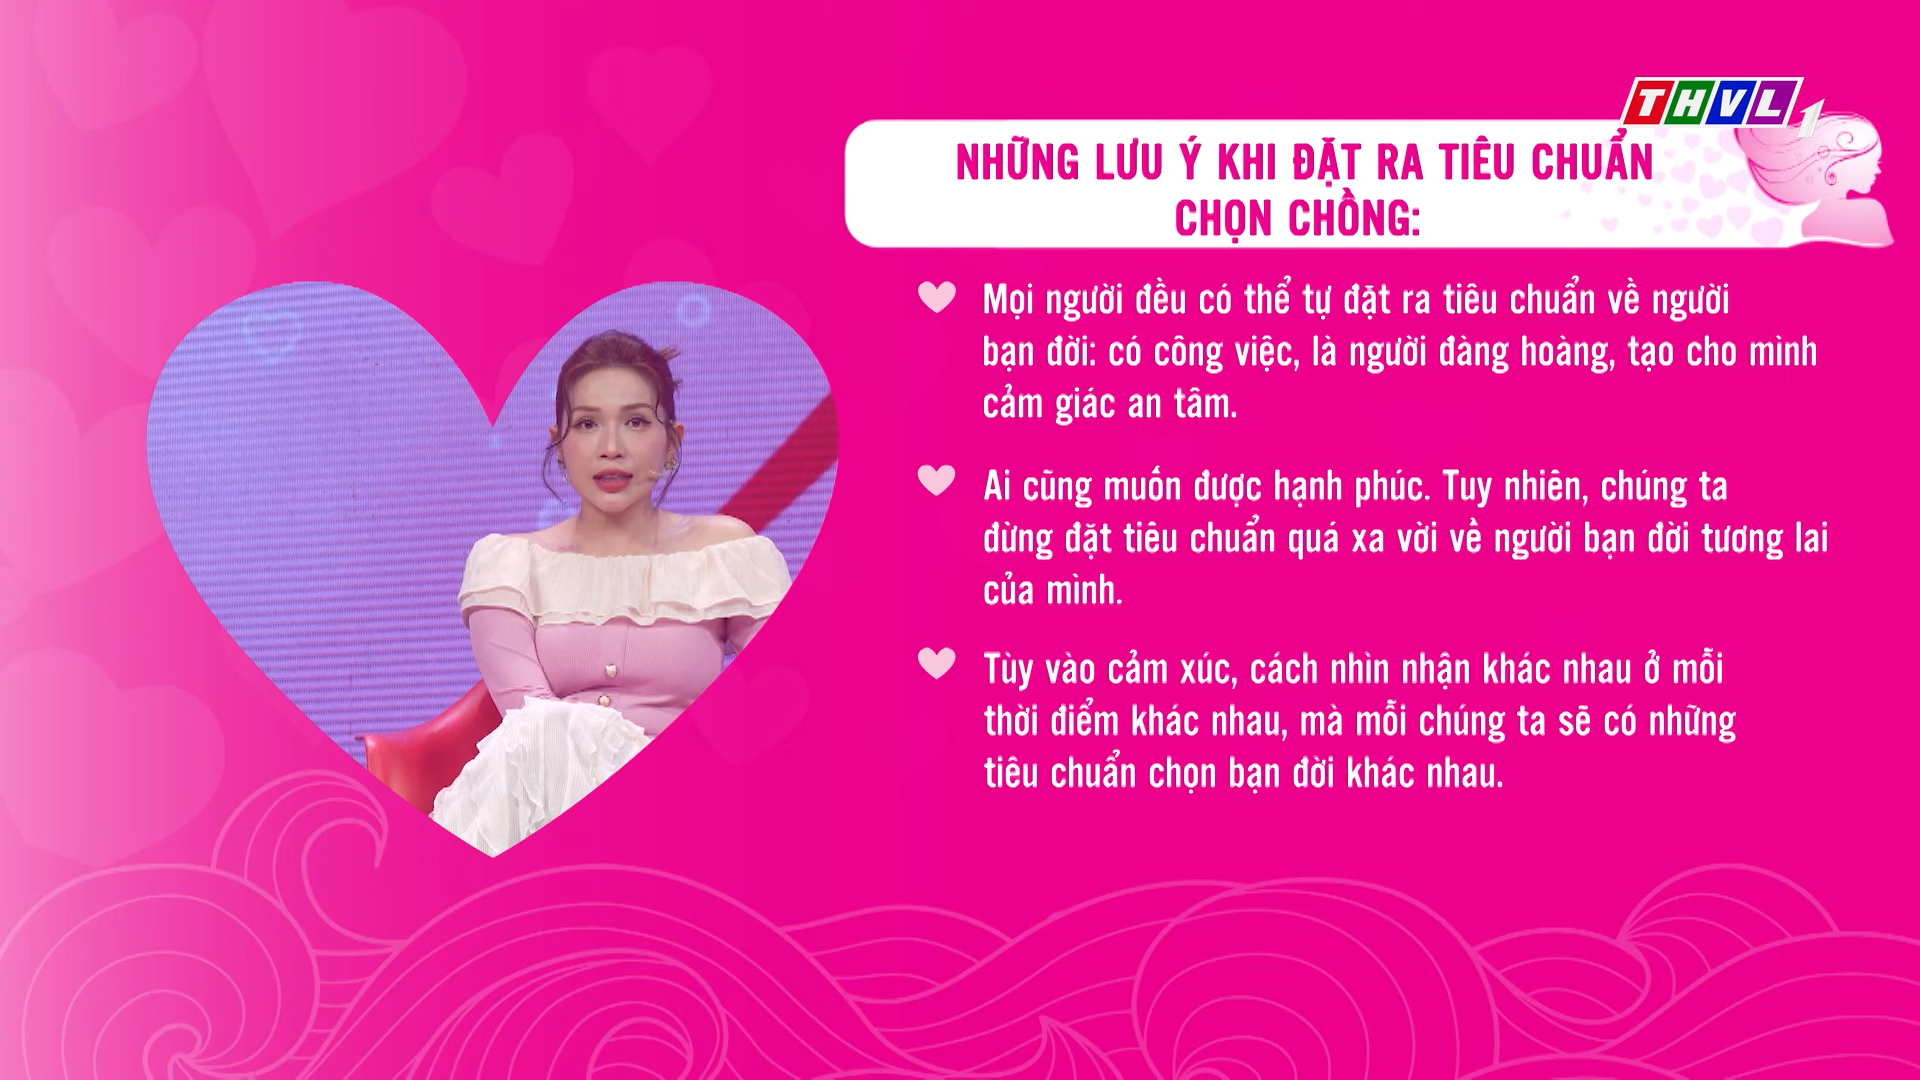 THVL1
NHỮNG LƯU Ý KHI ĐẶT RA TIÊU CHUẨN
CHỌN CHỒNG:
Mọi người đều có thể tự đặt ra tiêu chuẩn về người
bạn đời: có công việc, là người đàng hoàng, tạo cho mình
cảm giác an tâm.
Ai cũng muốn được hạnh phúc. Tuy nhiên, chúng ta
đừng đặt tiêu chuẩn quá xa vời về người bạn đời tương lai
của mình.
Tùy vào cảm xúc, cách nhìn nhận khác nhau ở mỗi
thời điểm khác nhau, mà mỗi chúng ta sẽ có những
tiêu chuẩn chọn bạn đời khác nhau.